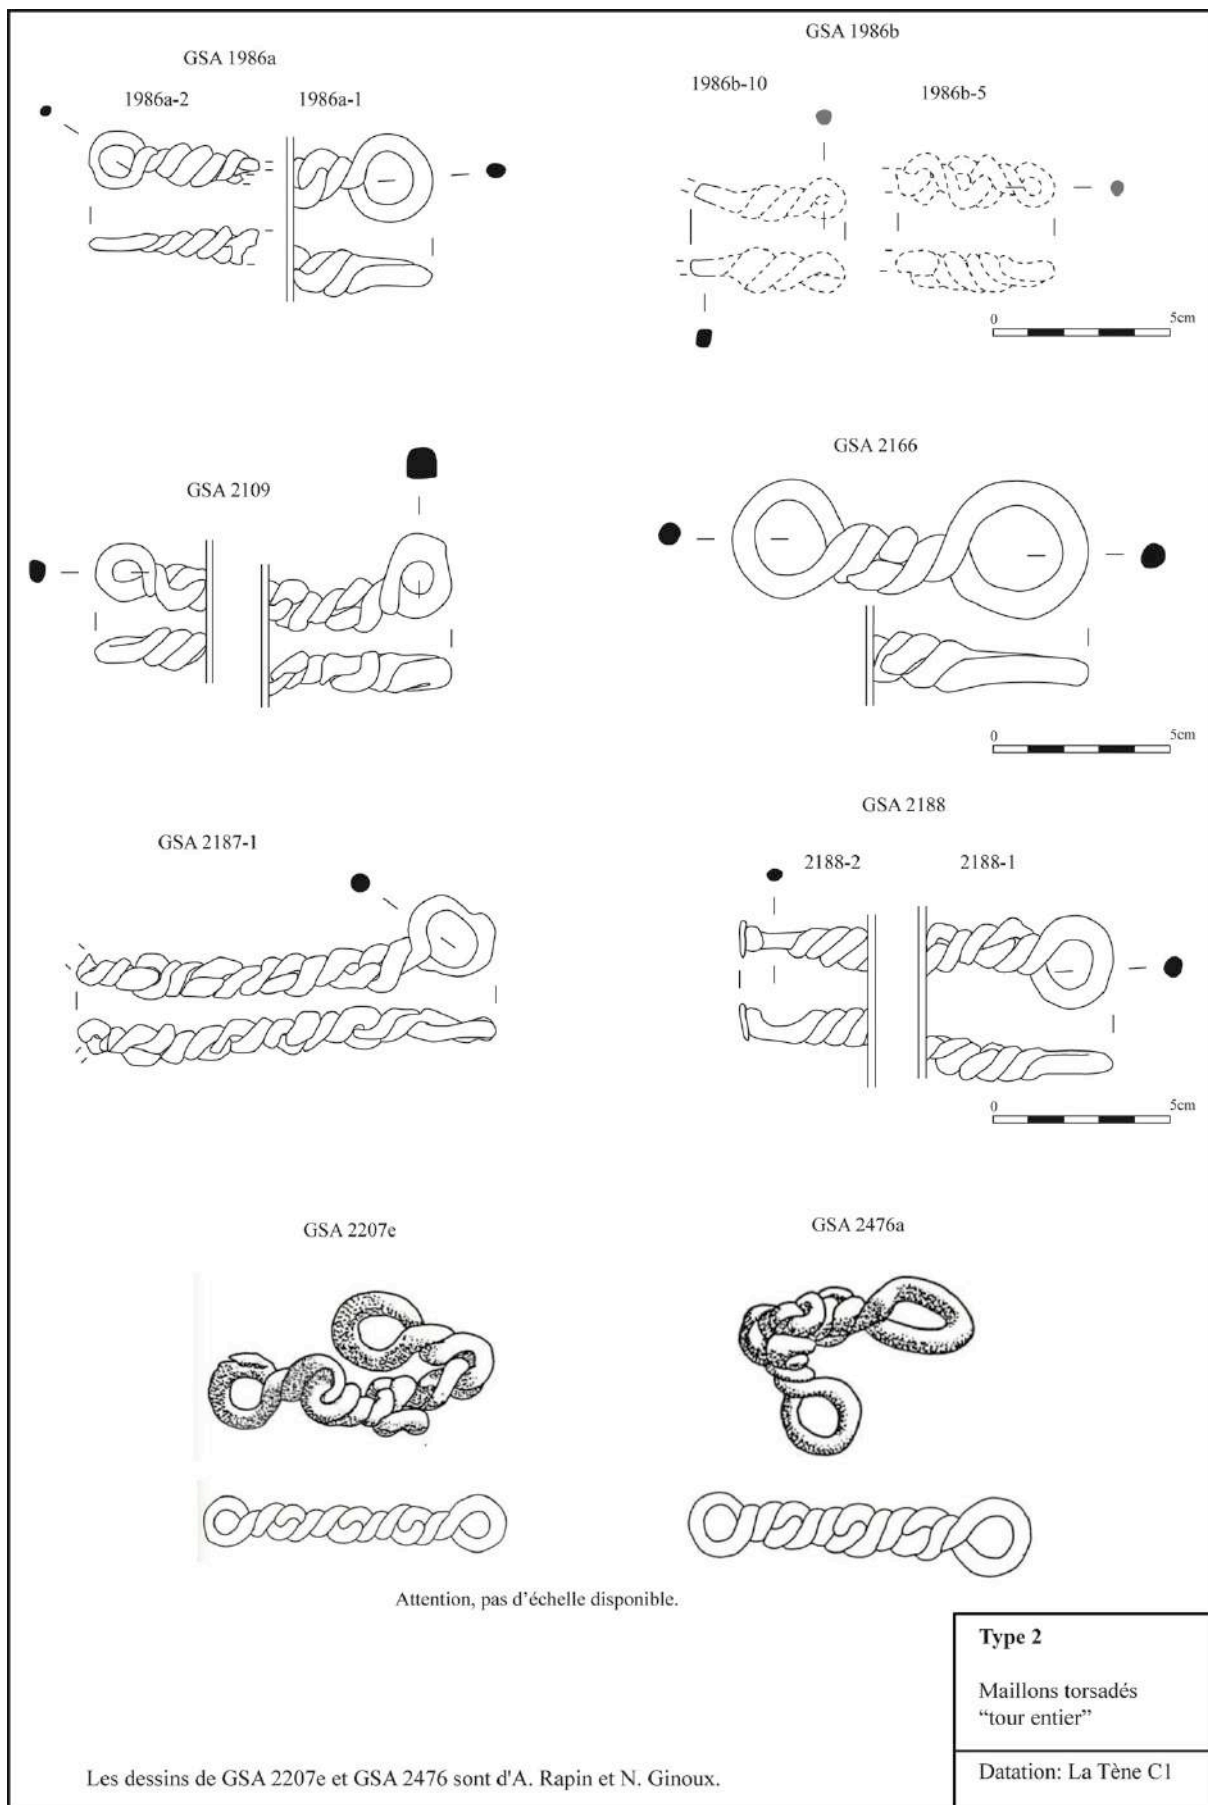 GSA 1986a
1986a-2
1986a-1
GSA 1986b
1986b-10
1986b-5
0
5cm
GSA 2109
GSA 2166
0
5cm
GSA 2187-1
GSA 2188
2188-2
2188-1
0
5cm
GSA 2207e
GSA 2476a
Attention, pas d'échelle disponible.
Type 2
Maillons torsadés
“tour entier”
Datation: La Tène C1
Les dessins de GSA 2207e et GSA 2476 sont d'A. Rapin et N. Ginoux.